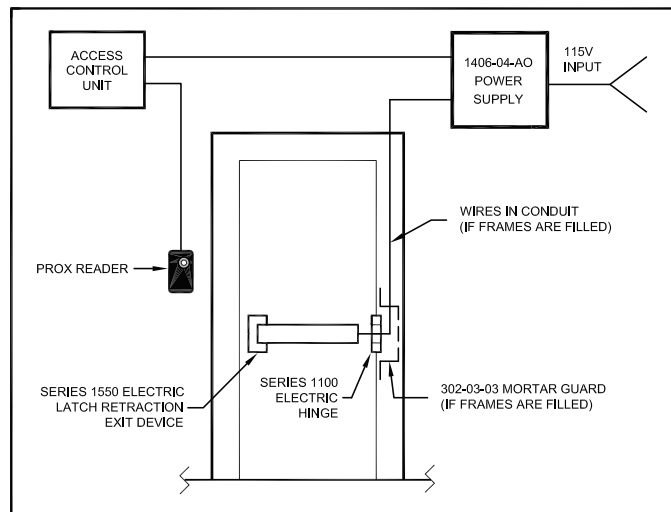 ACCESS
CONTROL
UNIT
1406-04-AO
POWER
SUPPLY
115V
INPUT
WIRES IN CONDUIT
(IF FRAMES ARE FILLED)
PROX READER
SERIES 1550 ELECTRIC
LATCH RETRACTION
EXIT DEVICE
SERIES 1100
ELECTRIC
HINGE
302-03-03 MORTAR GUARD
(IF FRAMES ARE FILLED)